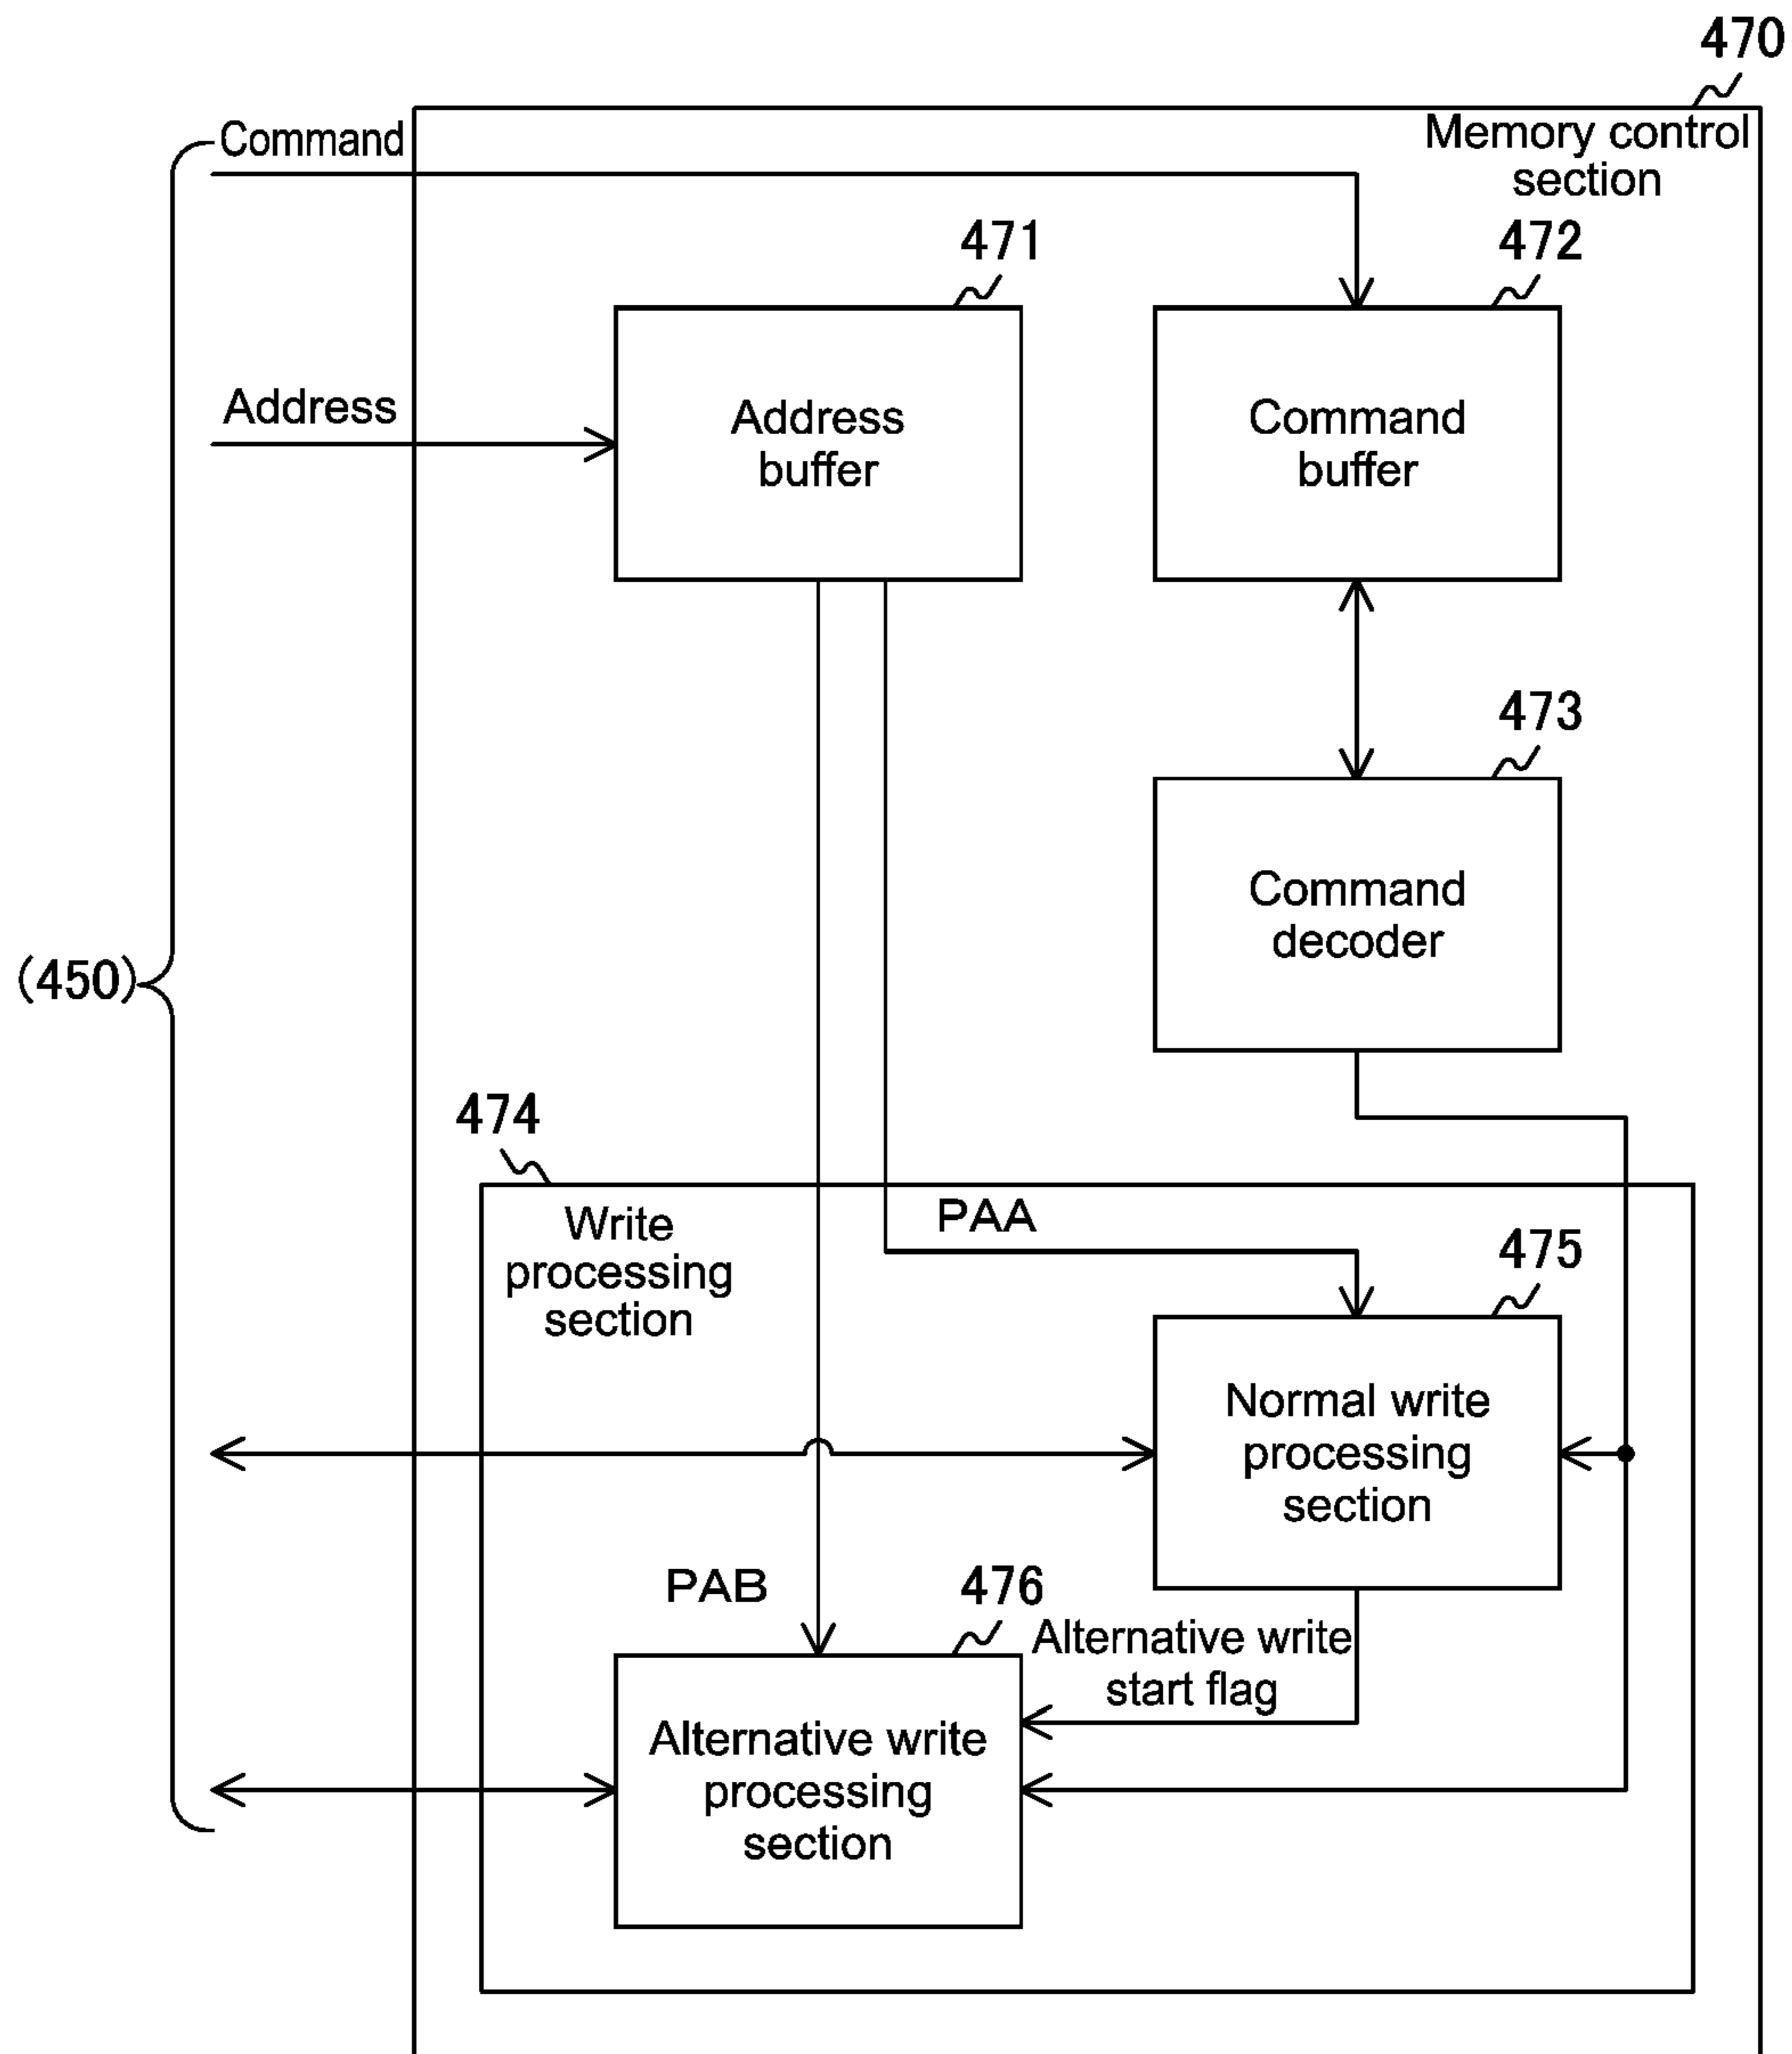 470
Command
Memory control
section
471
472
Address
Address
buffer
Command
buffer
473
Command
decoder
(450)
474
Write
processing
section
PAA
475
Normal write
processing
section
PAB
476
Alternative write
start flag
Alternative write
processing
section